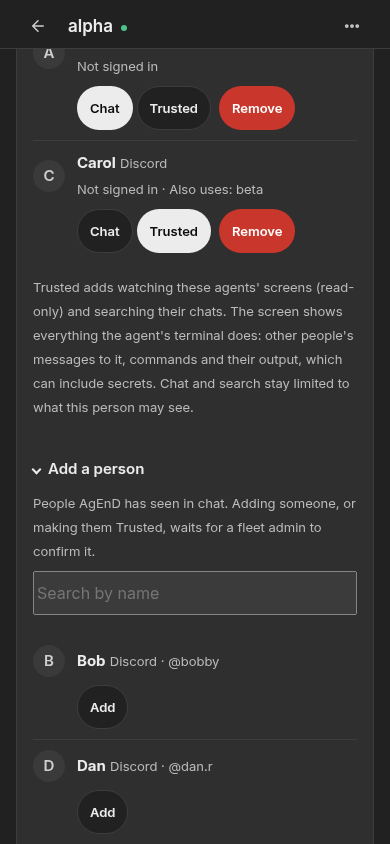 alpha
A
Not signed in
Chat Trusted Remove
C
Carol Discord
Not signed in · Also uses: beta
Chat Trusted Remove
Trusted adds watching these agents' screens (read-
only) and searching their chats. The screen shows
everything the agent's terminal does: other people's
messages to it, commands and their output, which
can include secrets. Chat and search stay limited to
what this person may see.
Add a person
People AgEnD has seen in chat. Adding someone, or
making them Trusted, waits for a fleet admin to
confirm it.
Search by name
B
Bob Discord · @bobby
Add
D
Dan Discord · @dan.r
Add